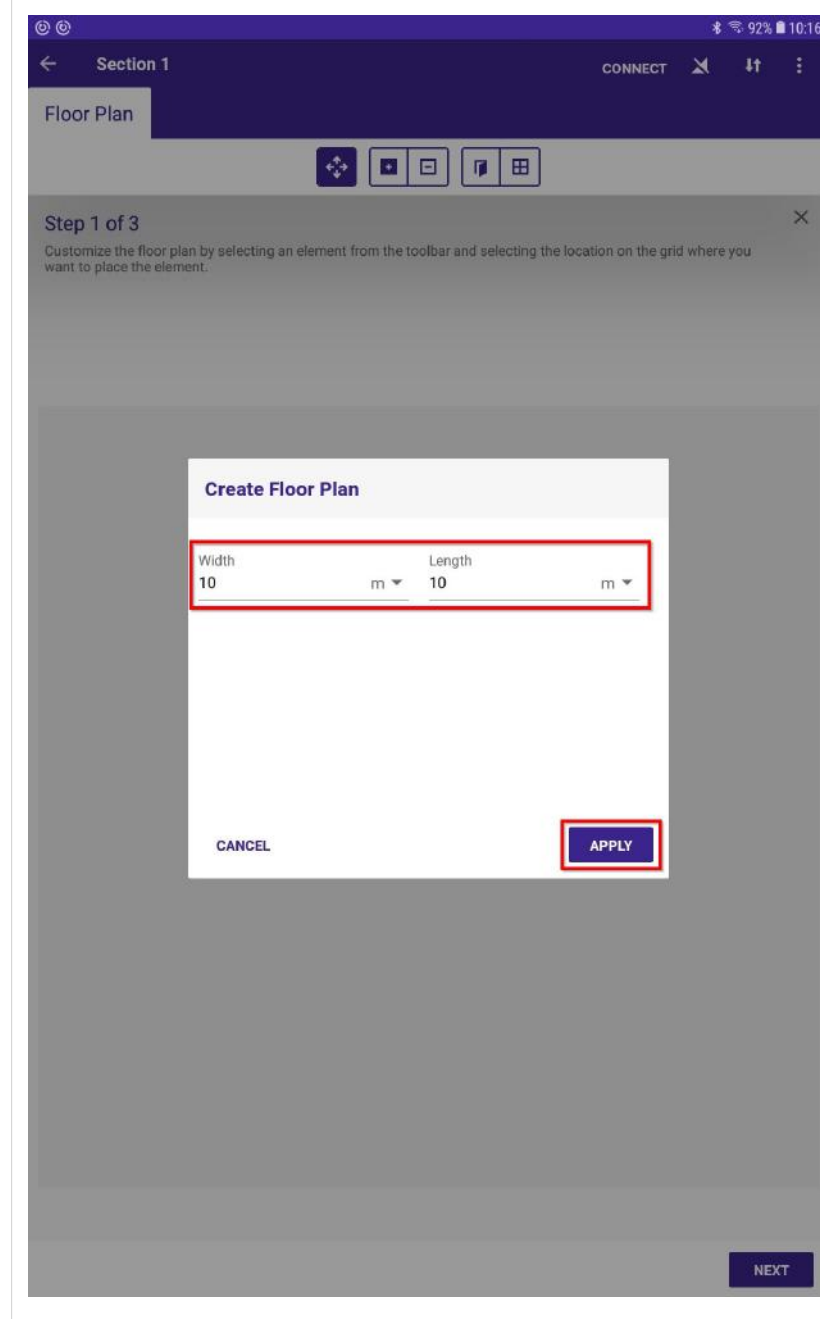 92% 10:16
Section 1 CONNECT
Floor Plan
Step 1 of 3
Customize the floor plan by selecting an element from the toolbar and selecting the location on the grid where you
want to place the element.
Create Floor Plan
Width Length
10 m 10 m
CANCEL APPLY
NEXT